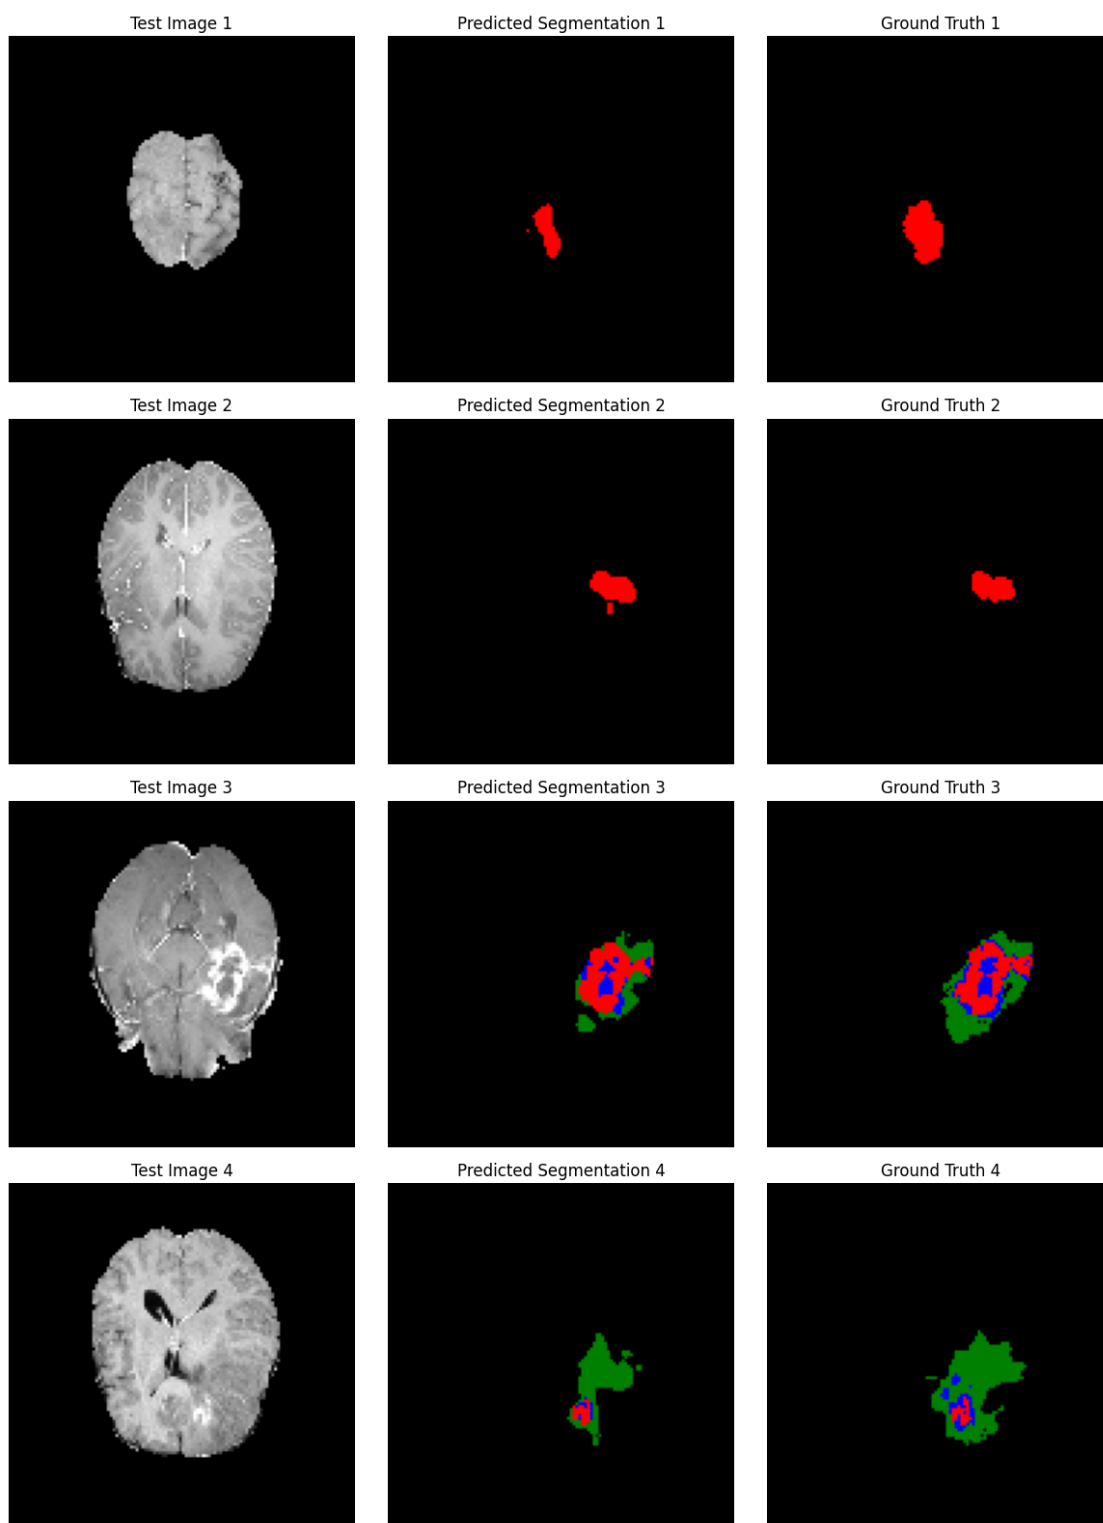 Test Image 1
Predicted Segmentation 1
Ground Truth 1
Test Image 2
Predicted Segmentation 2
Ground Truth 2
Test Image 3
Predicted Segmentation 3
Ground Truth 3
Test Image 4
Predicted Segmentation 4
Ground Truth 4